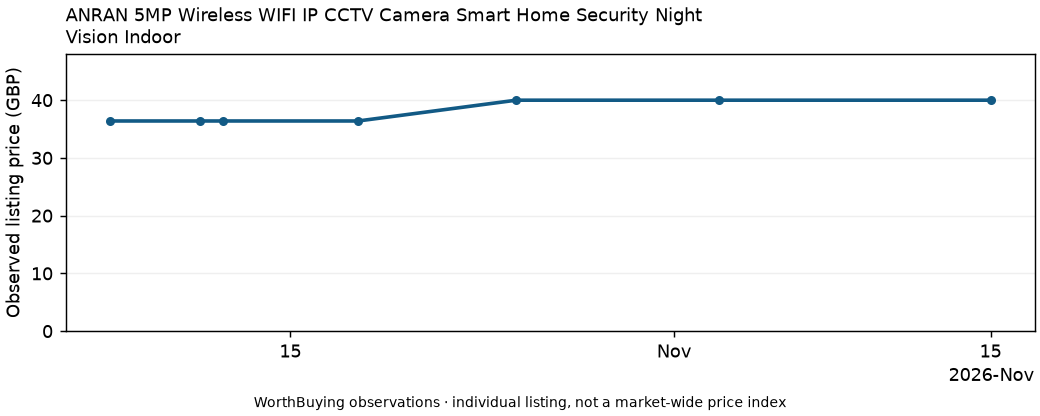 ANRAN 5MP Wireless WIFI IP CCTV Camera Smart Home Security Night
Vision Indoor
Observed listing price (GBP)
40
30
20
10
0
15
Nov
15
2026-Nov
WorthBuying observations · individual listing, not a market-wide price index